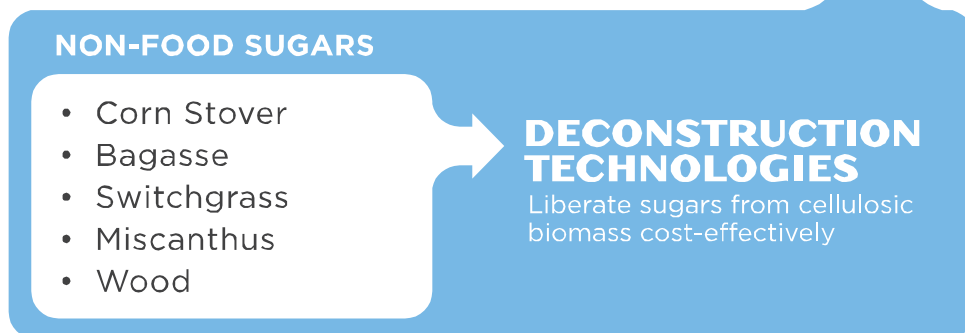 NON-FOOD SUGARS
• Corn Stover
• Bagasse
• Switchgrass
• Miscanthus
• Wood
DECONSTRUCTION
TECHNOLOGIES
Liberate sugars from cellulosic
biomass cost-effectively